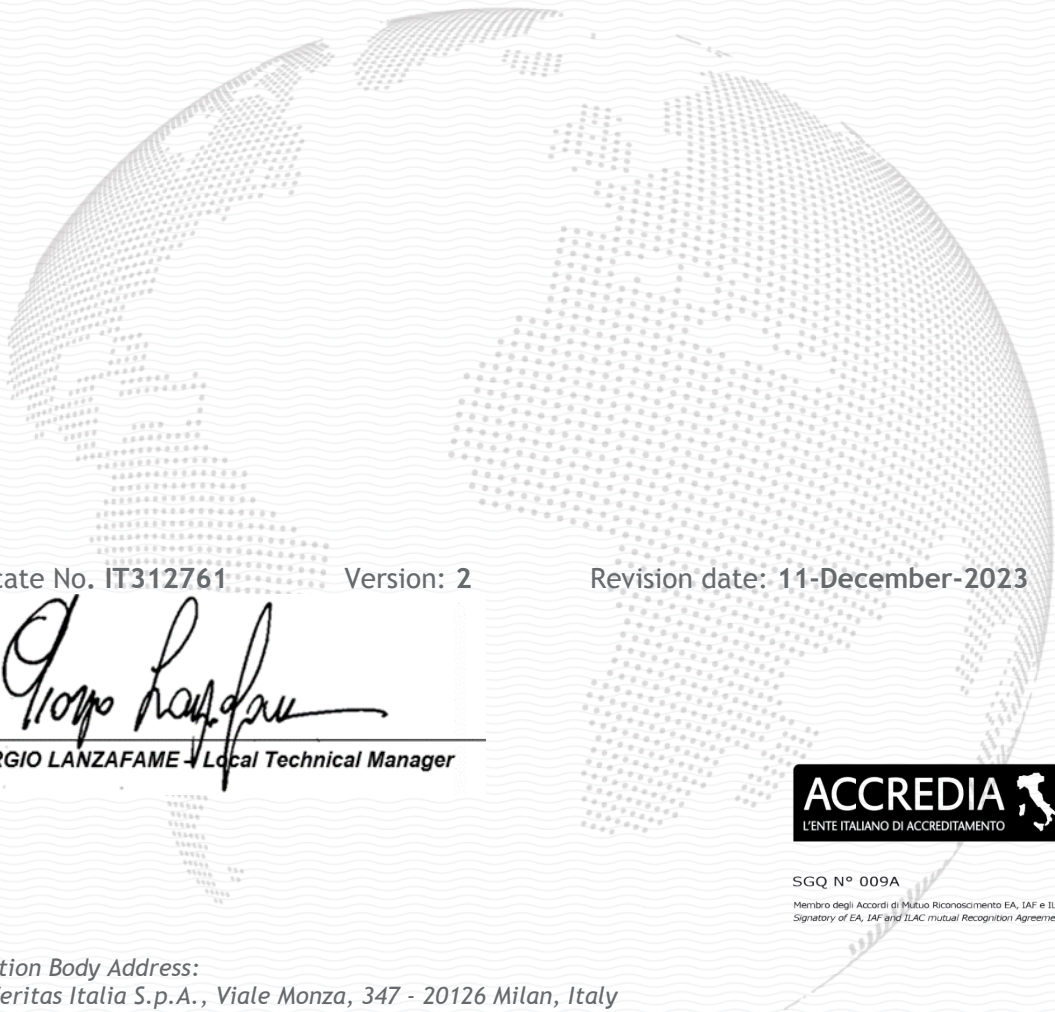 cate No. IT312761 Version: 2 Revision date: 11-December-2023
RGIO LANZAFAME - Local Technical Manager
ACCREDIA
L'ENTE ITALIANO DI ACCREDITAMENTO
SGQ N° 009A
Membro degli Accordi di Mutuo Riconoscimento EA, IAF e IL
Signatory of EA, IAF and ILAC mutual Recognition Agreeme
tion Body Address:
eritas Italia S.p.A., Viale Monza, 347 - 20126 Milan, Italy